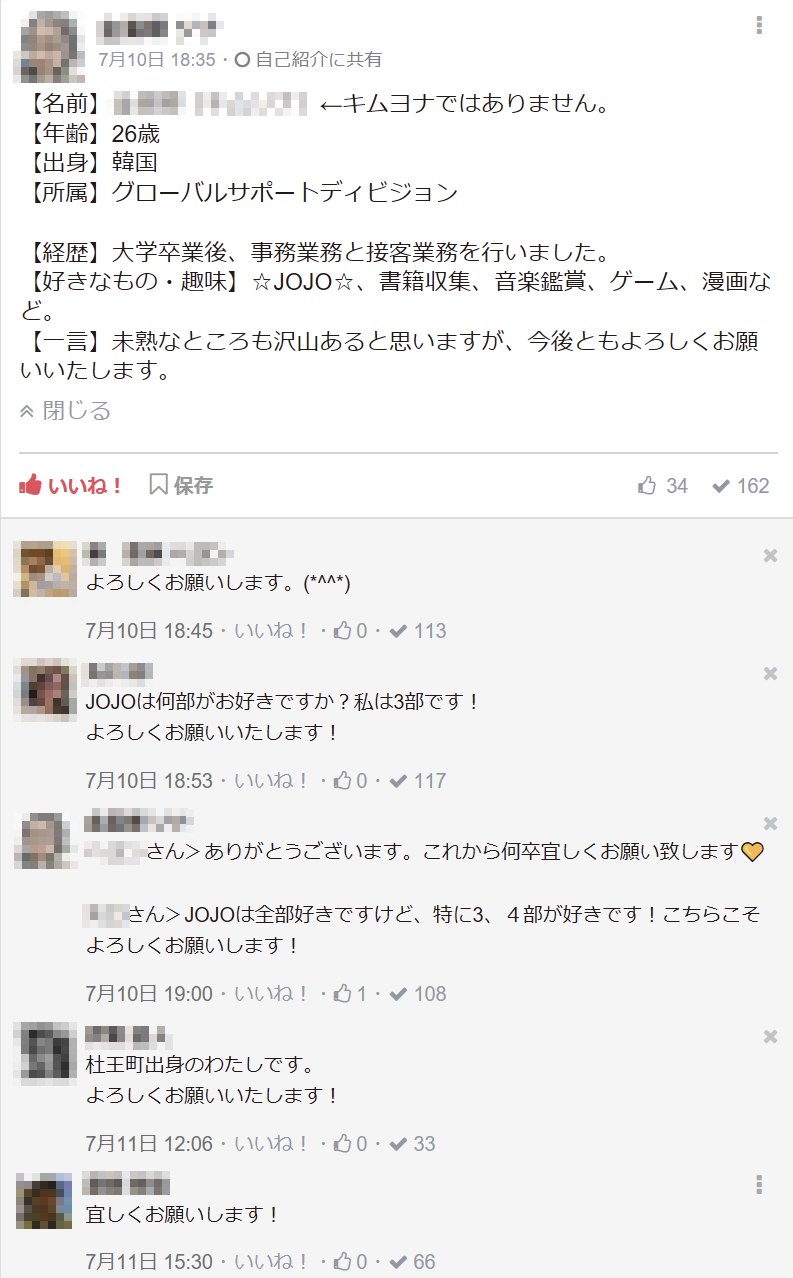 7月10日 18:35・自己紹介に共有
【名前】 ←キムヨナではありません。
【年齢】26歳
【出身】韓国
【所属】グローバルサポートディビジョン
【経歴】大学卒業後、事務業務と接客業務を行いました。
【好きなもの・趣味】☆JOJO☆、書籍収集、音楽鑑賞、ゲーム、漫画な
ど。
【一言】未熟なところも沢山あると思いますが、今後ともよろしくお願
いいたします。
閉じる
いいね！ 保存 34 162
よろしくお願いします。(*^^*)
7月10日 18:45・いいね！・0・113
JOJOは何部がお好きですか？私は3部です！
よろしくお願いいたします！
7月10日 18:53・いいね！・0・117
さん＞ありがとうございます。これから何卒宜しくお願い致します💛
さん＞JOJOは全部好きですけど、特に3、４部が好きです！こちらこそ
よろしくお願いします！
7月10日 19:00・いいね！・1・108
杜王町出身のわたしです。
よろしくお願いいたします！
7月11日 12:06・いいね！・0・33
宜しくお願いします！
7月11日 15:30・いいね！・0・66